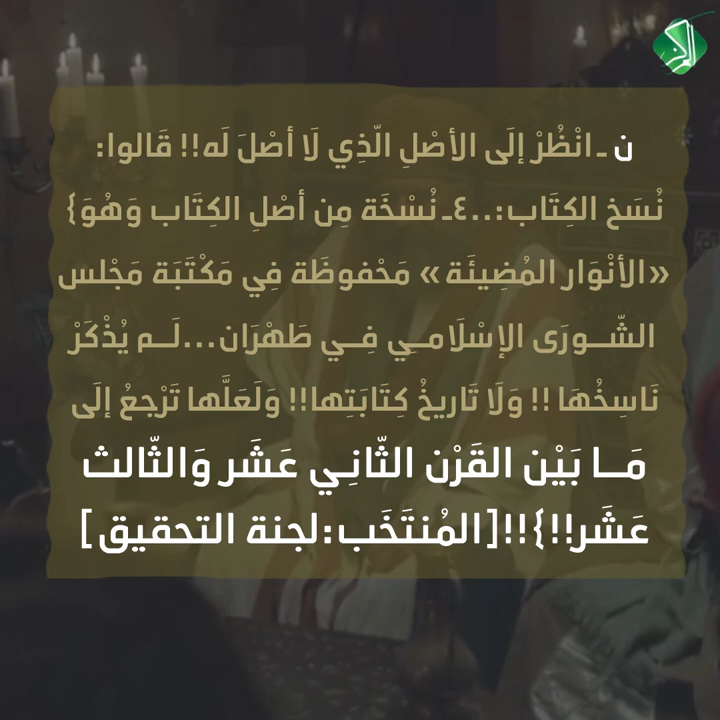 ن ـ انْظُرْ إلَى الأصْلِ الّذِي لَا أصْلَ لَه!! قَالوا:
نُسَخ الكِتَاب:..٤ـ نُسْخَة مِن أصْلِ الكِتَاب وَهُوَ}
«الأنْوَار المُضِيئَة» مَحْفوظَة فِي مَكْتَبَة مَجْلس
الشّــورَى الإسْلَامـِي فِــي طَهْرَان...لَــم يُذْكَرْ
نَاسِخُهَا !! وَلَا تَاريخُ كِتَابَتِها!! وَلَعَلَّها تَرْجعُ إلَى
مَــا بَيْن القَرْن الثّانِـي عَشَر وَالثّالث
عَشَر!!}!![المُنتَخَب:لجنة التحقيق]